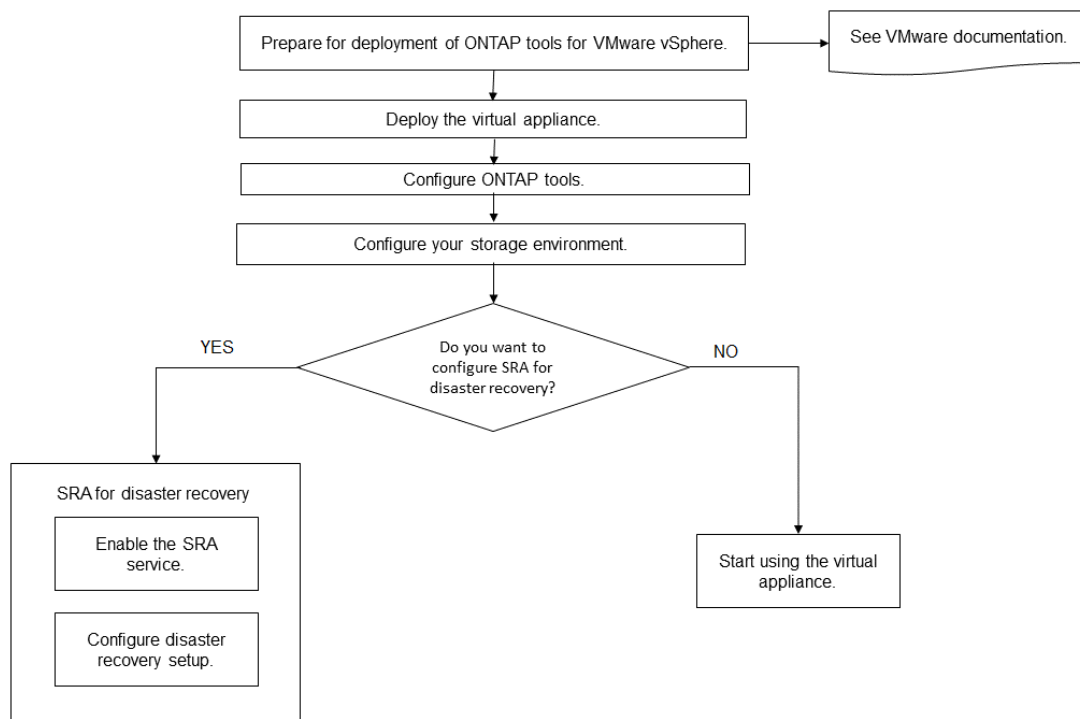 Prepare for deployment of ONTAP tools for VMware vSphere.
See VMware documentation.
Deploy the virtual appliance.
Configure ONTAP tools.
Configure your storage environment.
Do you want to
configure SRA for
disaster recovery?
YES
NO
SRA for disaster recovery
Enable the SRA
service.
Configure disaster
recovery setup.
Start using the virtual
appliance.